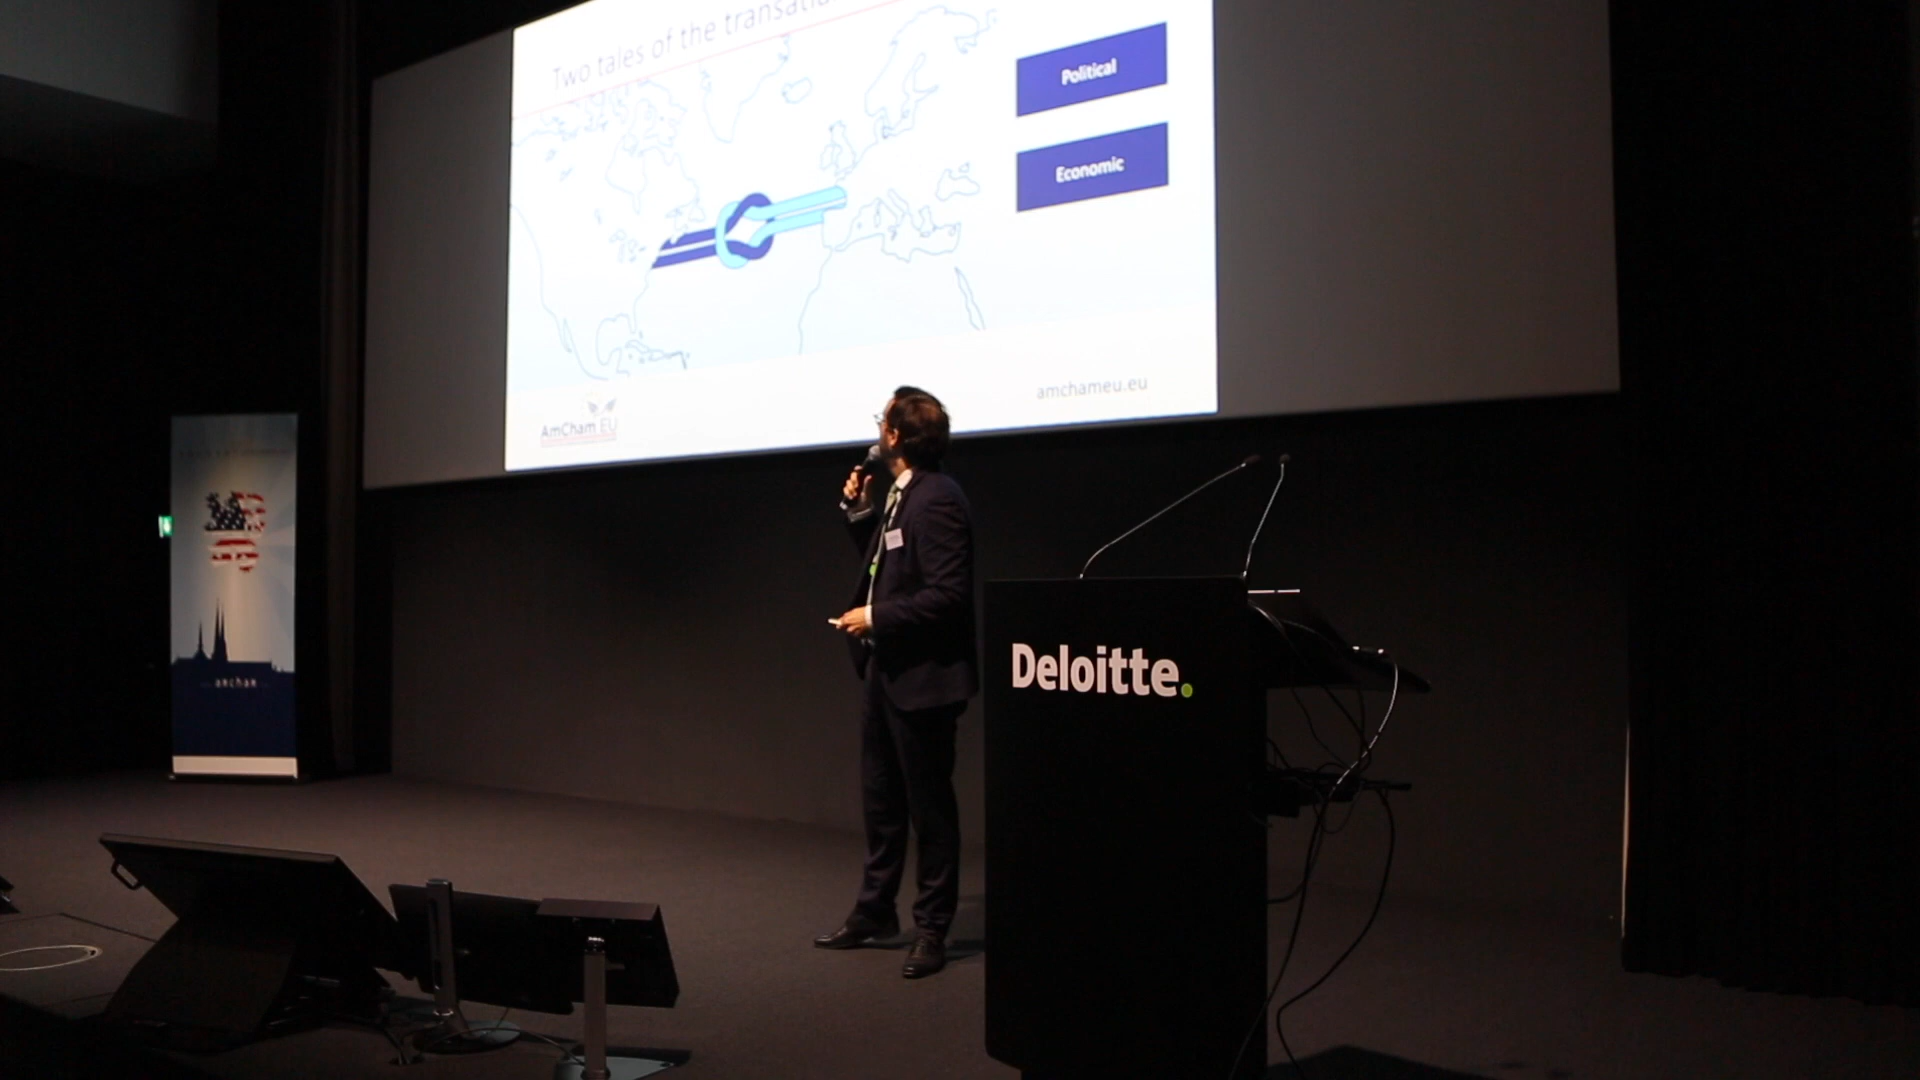 Two tales of the transatla
Political
Economic
amchameu.eu
AmCham EU
amcham
Deloitte.